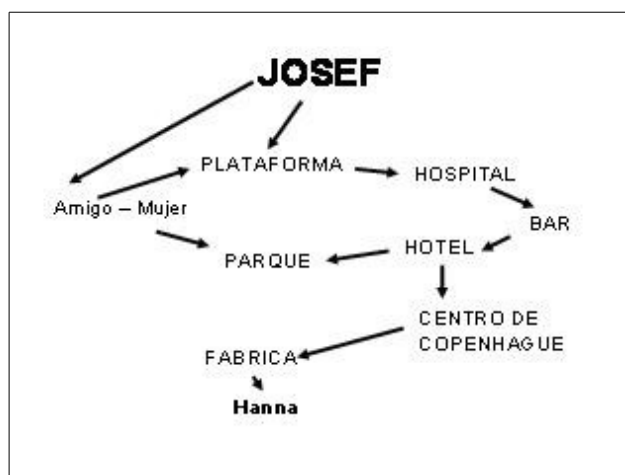 JOSEF
PLATAFORMA
HOSPITAL
Amigo – Mujer
BAR
PARQUE
HOTEL
CENTRO DE
COPENHAGUE
FABRICA
Hanna